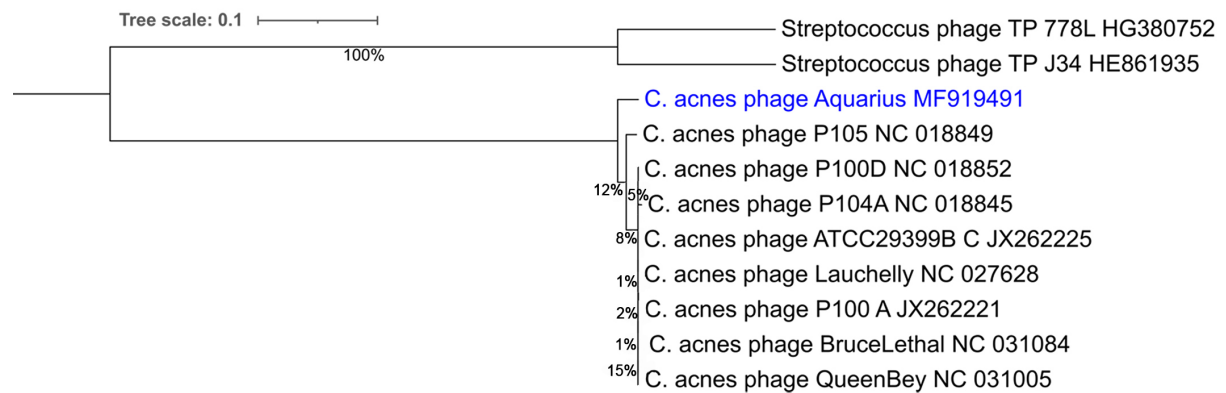 Tree scale: 0.1
Streptococcus phage TP 778L HG380752
100%
Streptococcus phage TP J34 HE861935
C. acnes phage Aquarius MF919491
C. acnes phage P105 NC 018849
C. acnes phage P100D NC 018852
12%
5%
C. acnes phage P104A NC 018845
8%
C. acnes phage ATCC29399B C JX262225
1%
C. acnes phage Lauchelly NC 027628
2%
C. acnes phage P100 A JX262221
1%
C. acnes phage BruceLethal NC 031084
15%
C. acnes phage QueenBey NC 031005